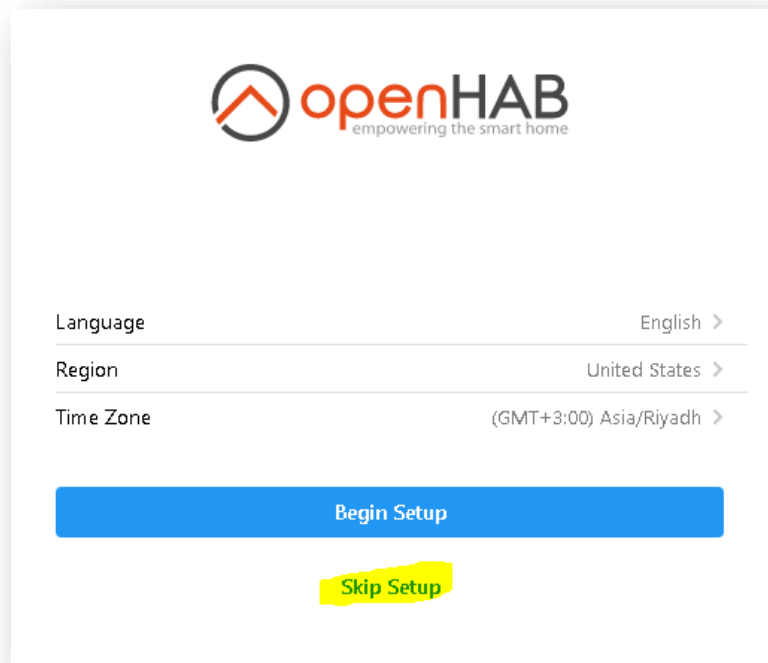 openHAB
empowering the smart home
Language English
Region United States
Time Zone (GMT+3:00) Asia/Riyadh
Begin Setup
Skip Setup